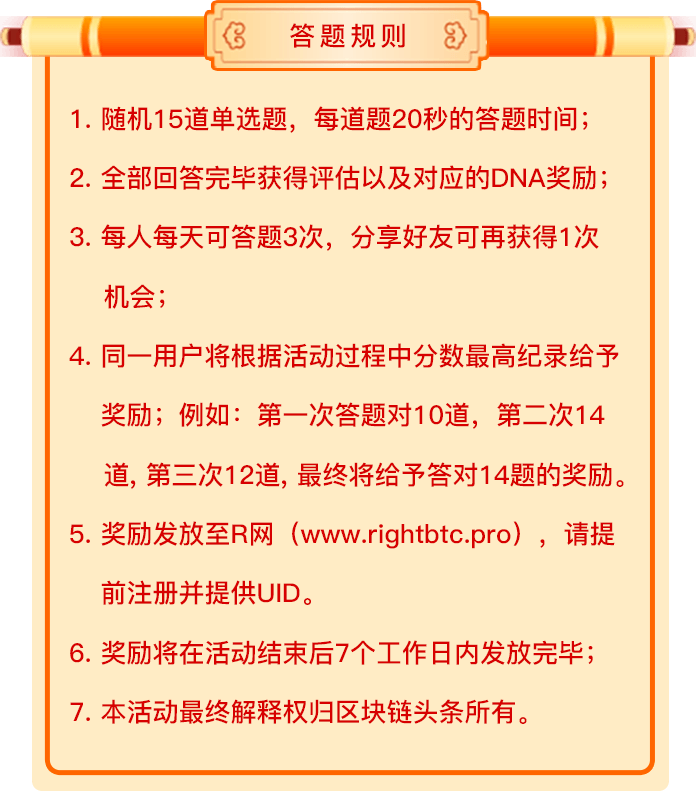 答题规则
1. 随机15道单选题，每道题20秒的答题时间；
2. 全部回答完毕获得评估以及对应的DNA奖励；
3. 每人每天可答题3次，分享好友可再获得1次
机会；
4. 同一用户将根据活动过程中分数最高纪录给予
奖励；例如：第一次答题对10道，第二次14
道, 第三次12道, 最终将给予答对14题的奖励。
5. 奖励发放至R网（www.rightbtc.pro），请提
前注册并提供UID。
6. 奖励将在活动结束后7个工作日内发放完毕；
7. 本活动最终解释权归区块链头条所有。